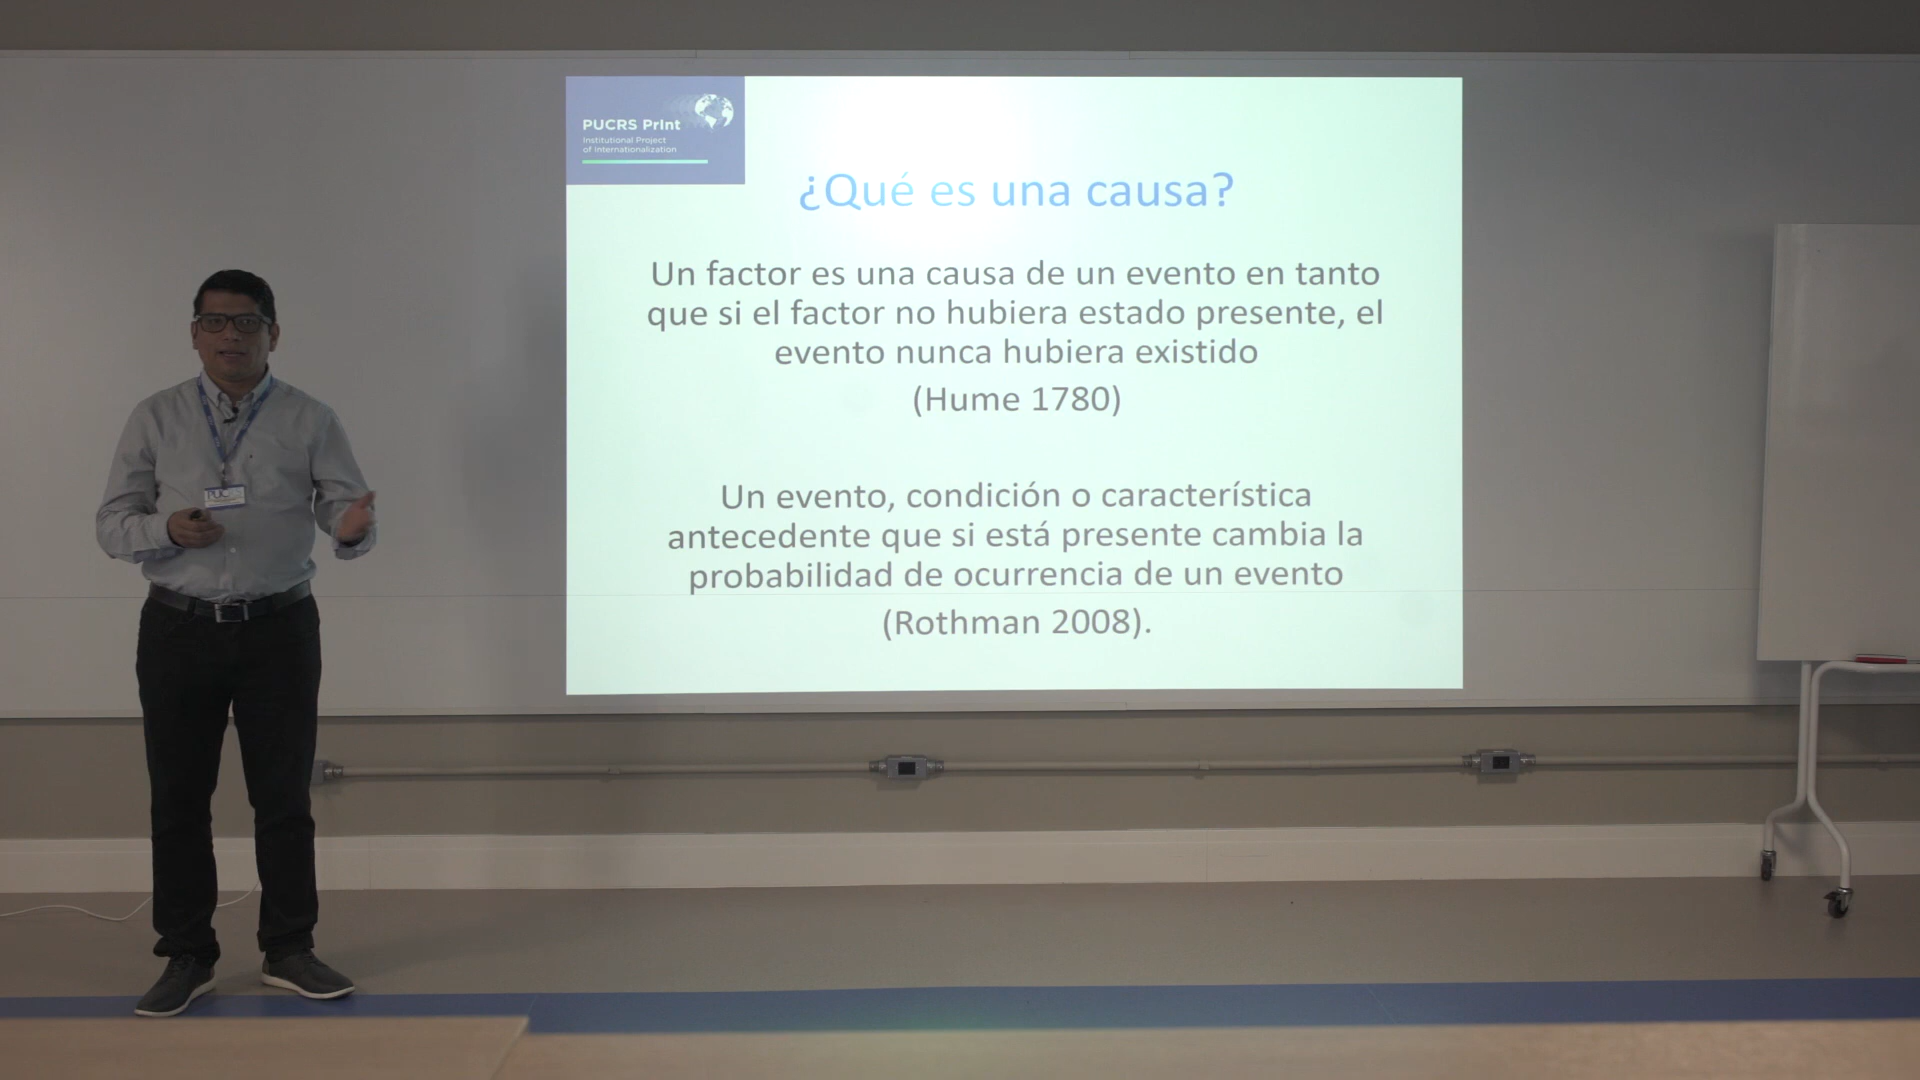 PUCRS PrInt
Institutional Project
of Internationalization
¿Qué es una causa?
Un factor es una causa de un evento en tanto
que si el factor no hubiera estado presente, el
evento nunca hubiera existido
(Hume 1780)
Un evento, condición o característica
antecedente que si está presente cambia la
probabilidad de ocurrencia de un evento
(Rothman 2008).